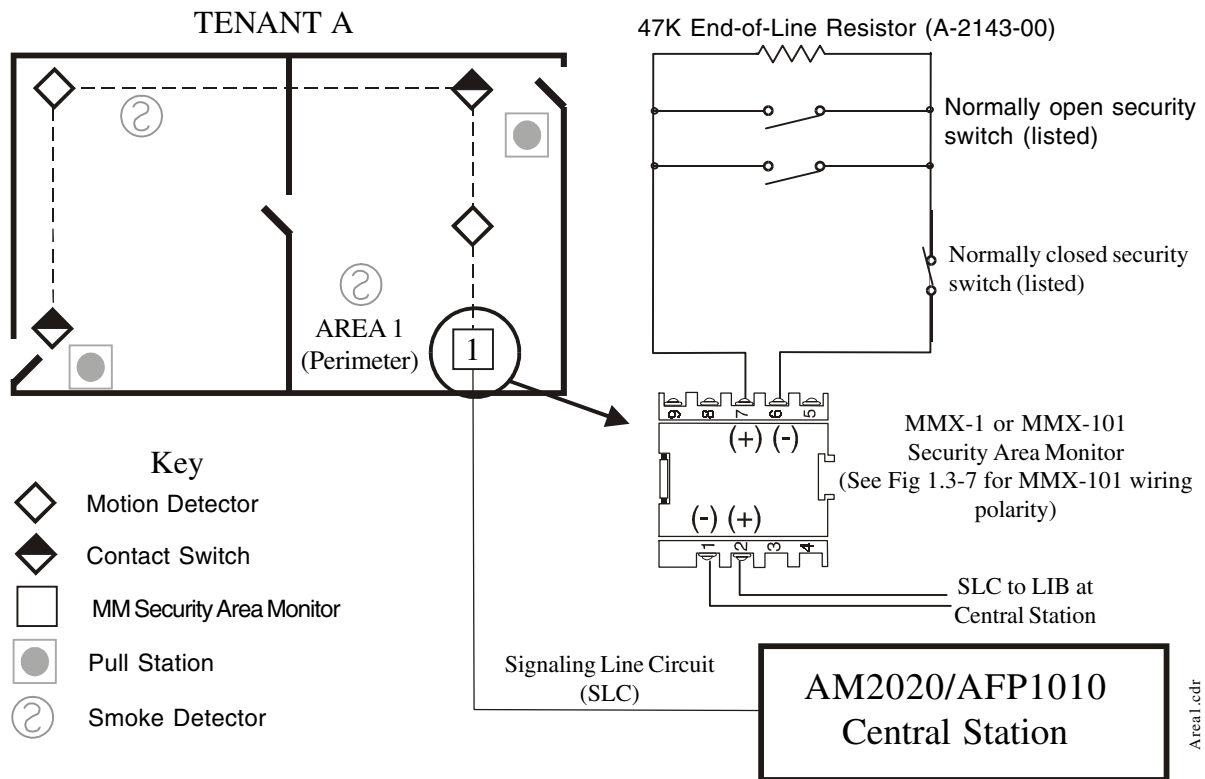 TENANT A
47K End-of-Line Resistor (A-2143-00)
Normally open security
switch (listed)
Normally closed security
switch (listed)
AREA 1
(Perimeter)
1
9 8 7 6 5
(+) (-)
MMX-1 or MMX-101
Security Area Monitor
(See Fig 1.3-7 for MMX-101 wiring
polarity)
(-) (+)
1 2 3 4
SLC to LIB at
Central Station
Key
Motion Detector
Contact Switch
MM Security Area Monitor
Pull Station
Smoke Detector
Signaling Line Circuit
(SLC)
AM2020/AFP1010
Central Station
Area1.cdr